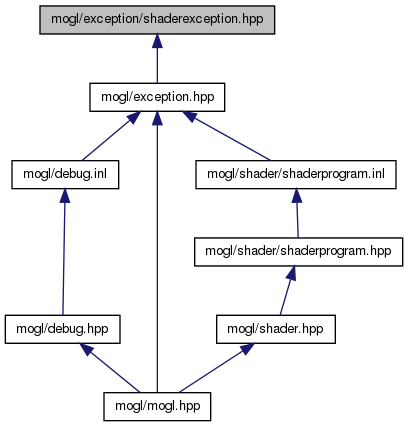 mogl/exception/shaderexception.hpp
mogl/exception.hpp
mogl/debug.inl
mogl/shader/shaderprogram.inl
mogl/shader/shaderprogram.hpp
mogl/debug.hpp
mogl/shader.hpp
mogl/mogl.hpp